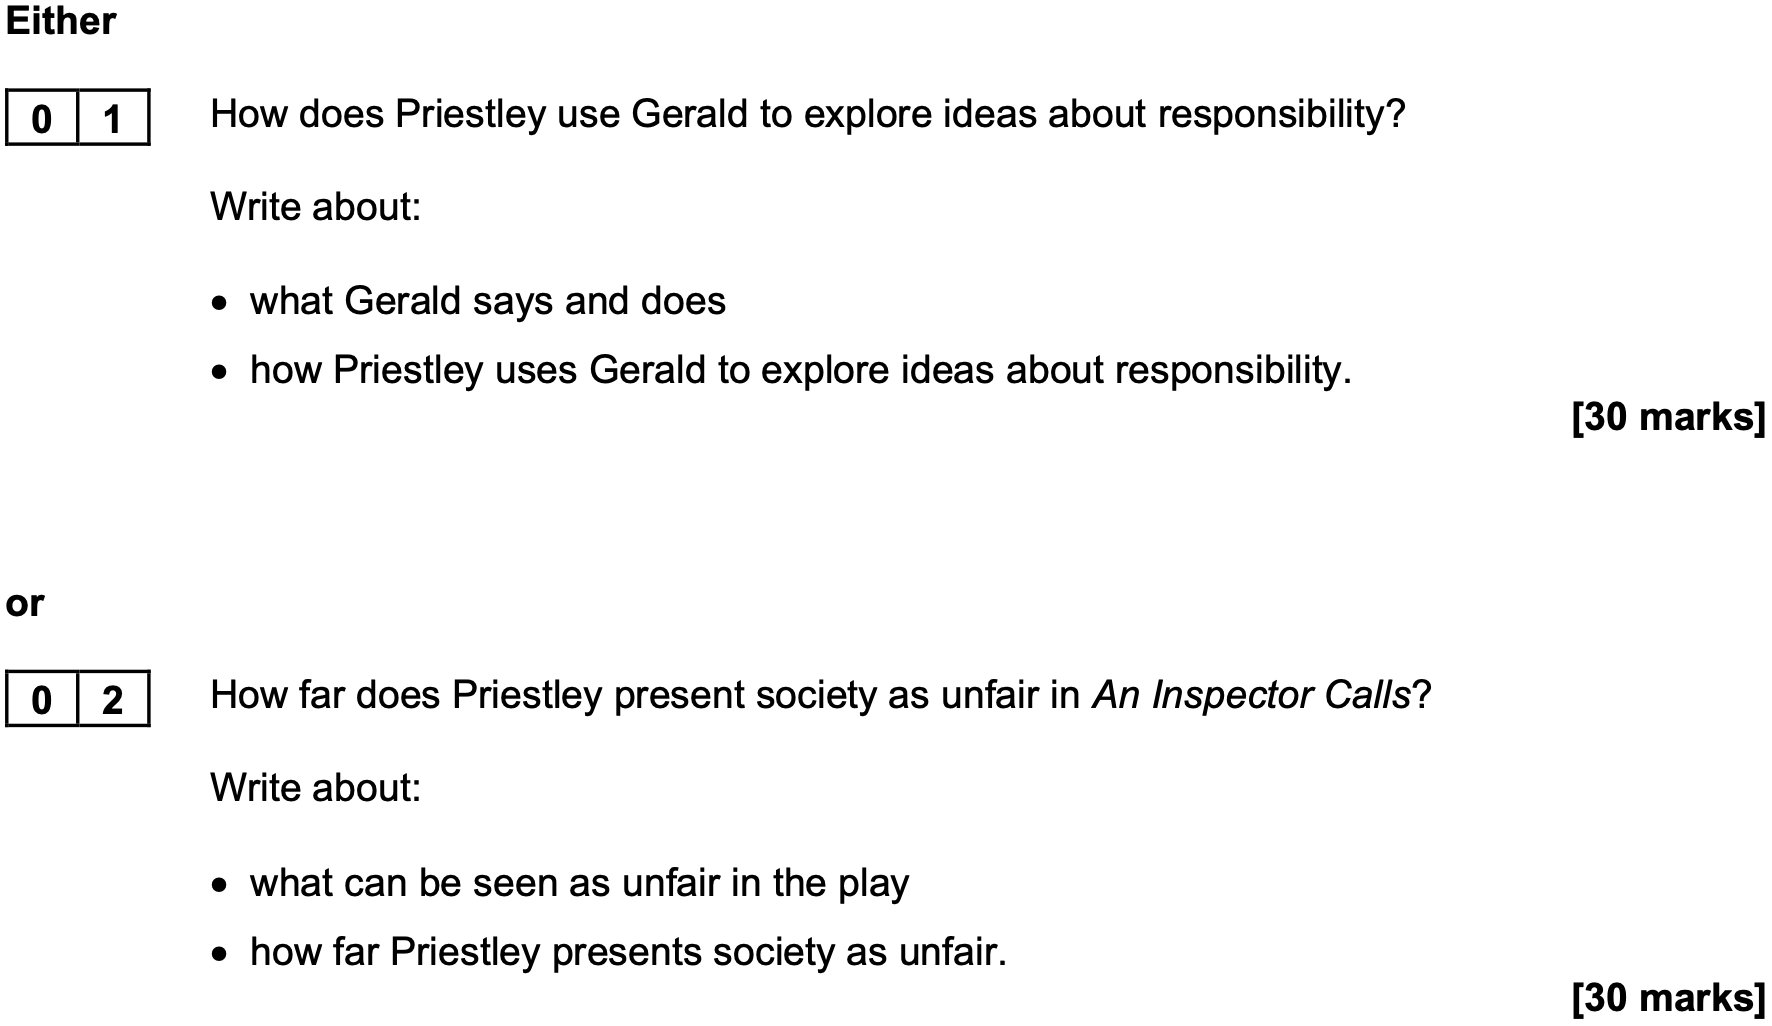 Either
0 1 How does Priestley use Gerald to explore ideas about responsibility?
Write about:
• what Gerald says and does
• how Priestley uses Gerald to explore ideas about responsibility.
[30 marks]
or
0 2 How far does Priestley present society as unfair in An Inspector Calls?
Write about:
• what can be seen as unfair in the play
• how far Priestley presents society as unfair.
[30 marks]